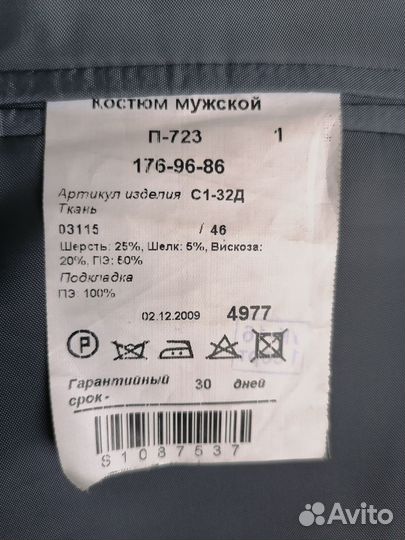 Костюм мужской
П-723 1
176-96-86
Артикул изделия С1-32Д
Ткань
03115 / 46
Шерсть: 25%, Шелк: 5%, Вискоза:
20%, ПЭ: 50%
Подкладка
ПЭ: 100%
02.12.2009 4977
P
Гарантийный 30 дней
срок-
S1087537
Avito